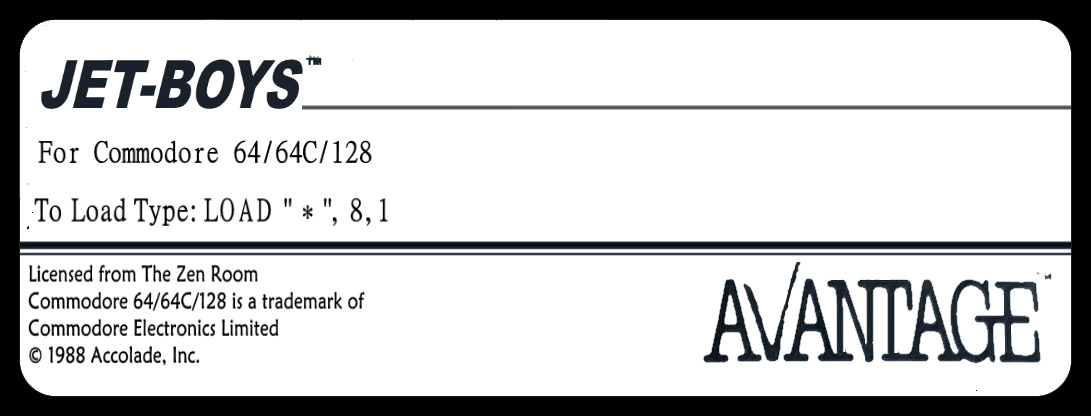 JET-BOYS™
For Commodore 64/64C/128
To Load Type: LOAD "*", 8,1
Licensed from The Zen Room
Commodore 64/64C/128 is a trademark of
Commodore Electronics Limited
© 1988 Accolade, Inc.
AVANTAGE™